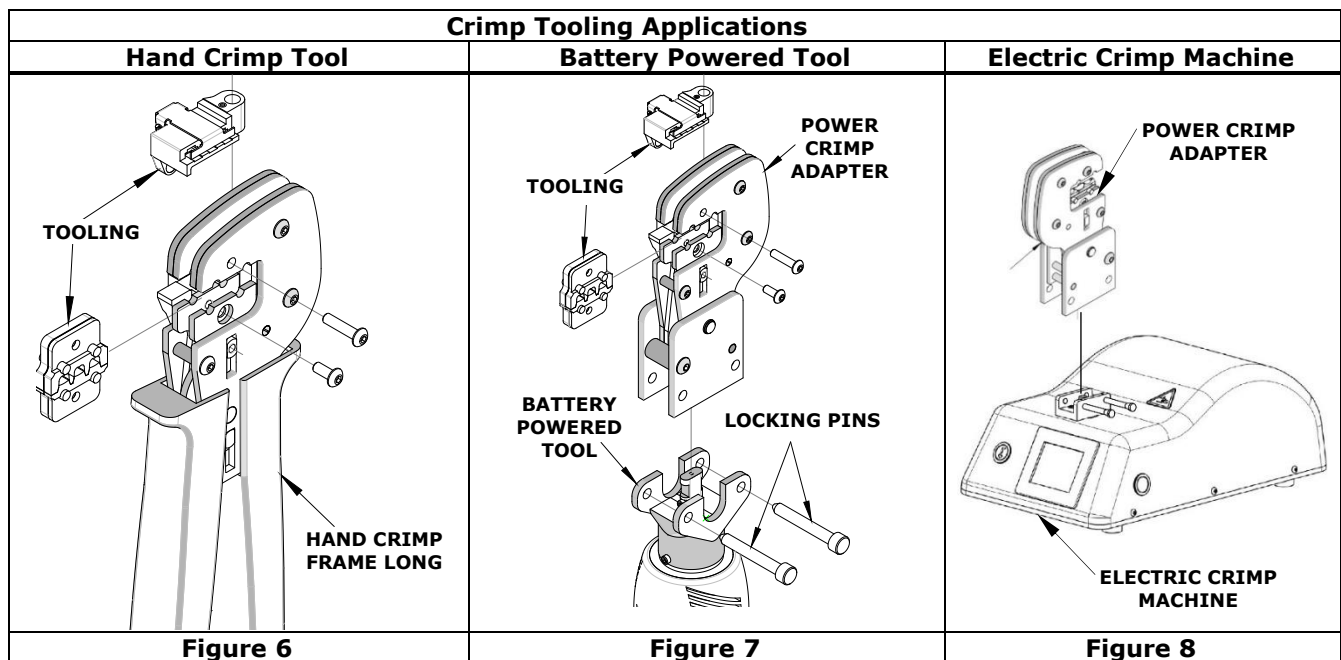 Crimp Tooling Applications
Hand Crimp Tool
Battery Powered Tool
Electric Crimp Machine
TOOLING
HAND CRIMP
FRAME LONG
POWER
CRIMP
ADAPTER
TOOLING
BATTERY
POWERED
TOOL
LOCKING PINS
POWER CRIMP
ADAPTER
ELECTRIC CRIMP
MACHINE
Figure 6
Figure 7
Figure 8